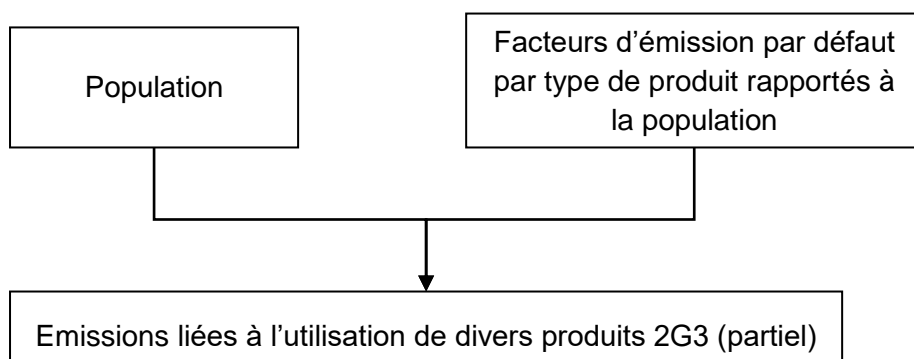 Population
Facteurs d’émission par défaut
par type de produit rapportés à
la population
Emissions liées à l’utilisation de divers produits 2G3 (partiel)